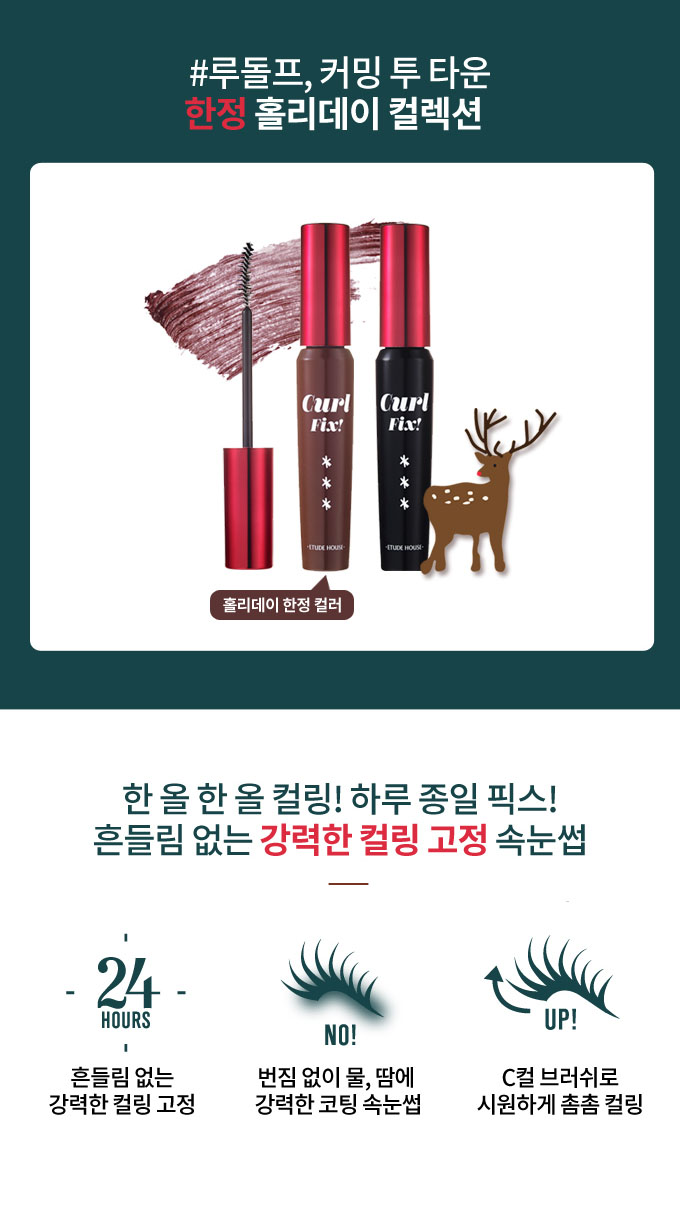 #루돌프, 커밍 투 타운
한정 홀리데이 컬렉션
Curl
Fix!
ETUDE HOUSE
Curl
Fix!
ETUDE HOUSE
홀리데이 한정 컬러
한 올 한 올 컬링! 하루 종일 픽스!
흔들림 없는 강력한 컬링 고정 속눈썹
24
HOURS
흔들림 없는
강력한 컬링 고정
NO!
번짐 없이 물, 땀에
강력한 코팅 속눈썹
UP!
C컬 브러쉬로
시원하게 촘촘 컬링